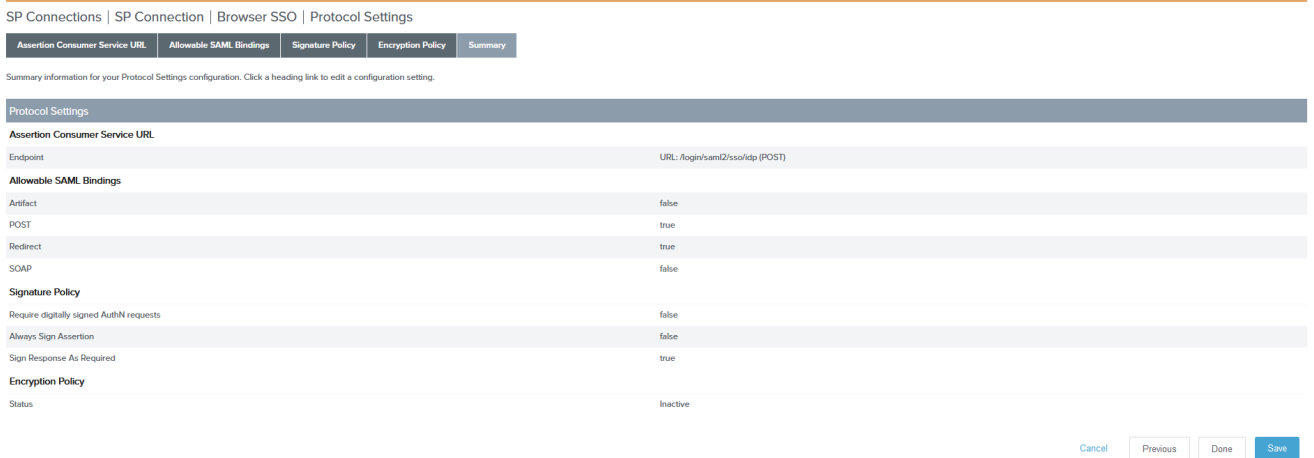 SP Connections | SP Connection | Browser SSO | Protocol Settings
Assertion Consumer Service URL Allowable SAML Bindings Signature Policy Encryption Policy Summary
Summary information for your Protocol Settings configuration. Click a heading link to edit a configuration setting.
Protocol Settings
Assertion Consumer Service URL
Endpoint URL: /login/saml2/sso/idp (POST)
Allowable SAML Bindings
Artifact false
POST true
Redirect true
SOAP false
Signature Policy
Require digitally signed AuthN requests false
Always Sign Assertion false
Sign Response As Required true
Encryption Policy
Status Inactive
Cancel Previous Done Save